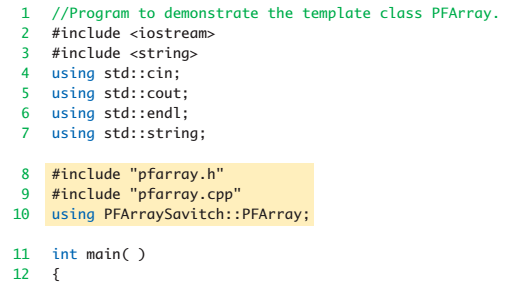 1 //Program to demonstrate the template class PFArray.
2 #include <iostream>
3 #include <string>
4 using std::cin;
5 using std::cout;
6 using std::endl;
7 using std::string;
8 #include "pfarray.h"
9 #include "pfarray.cpp"
10 using PFArraySavitch::PFArray;
11 int main( )
12 {